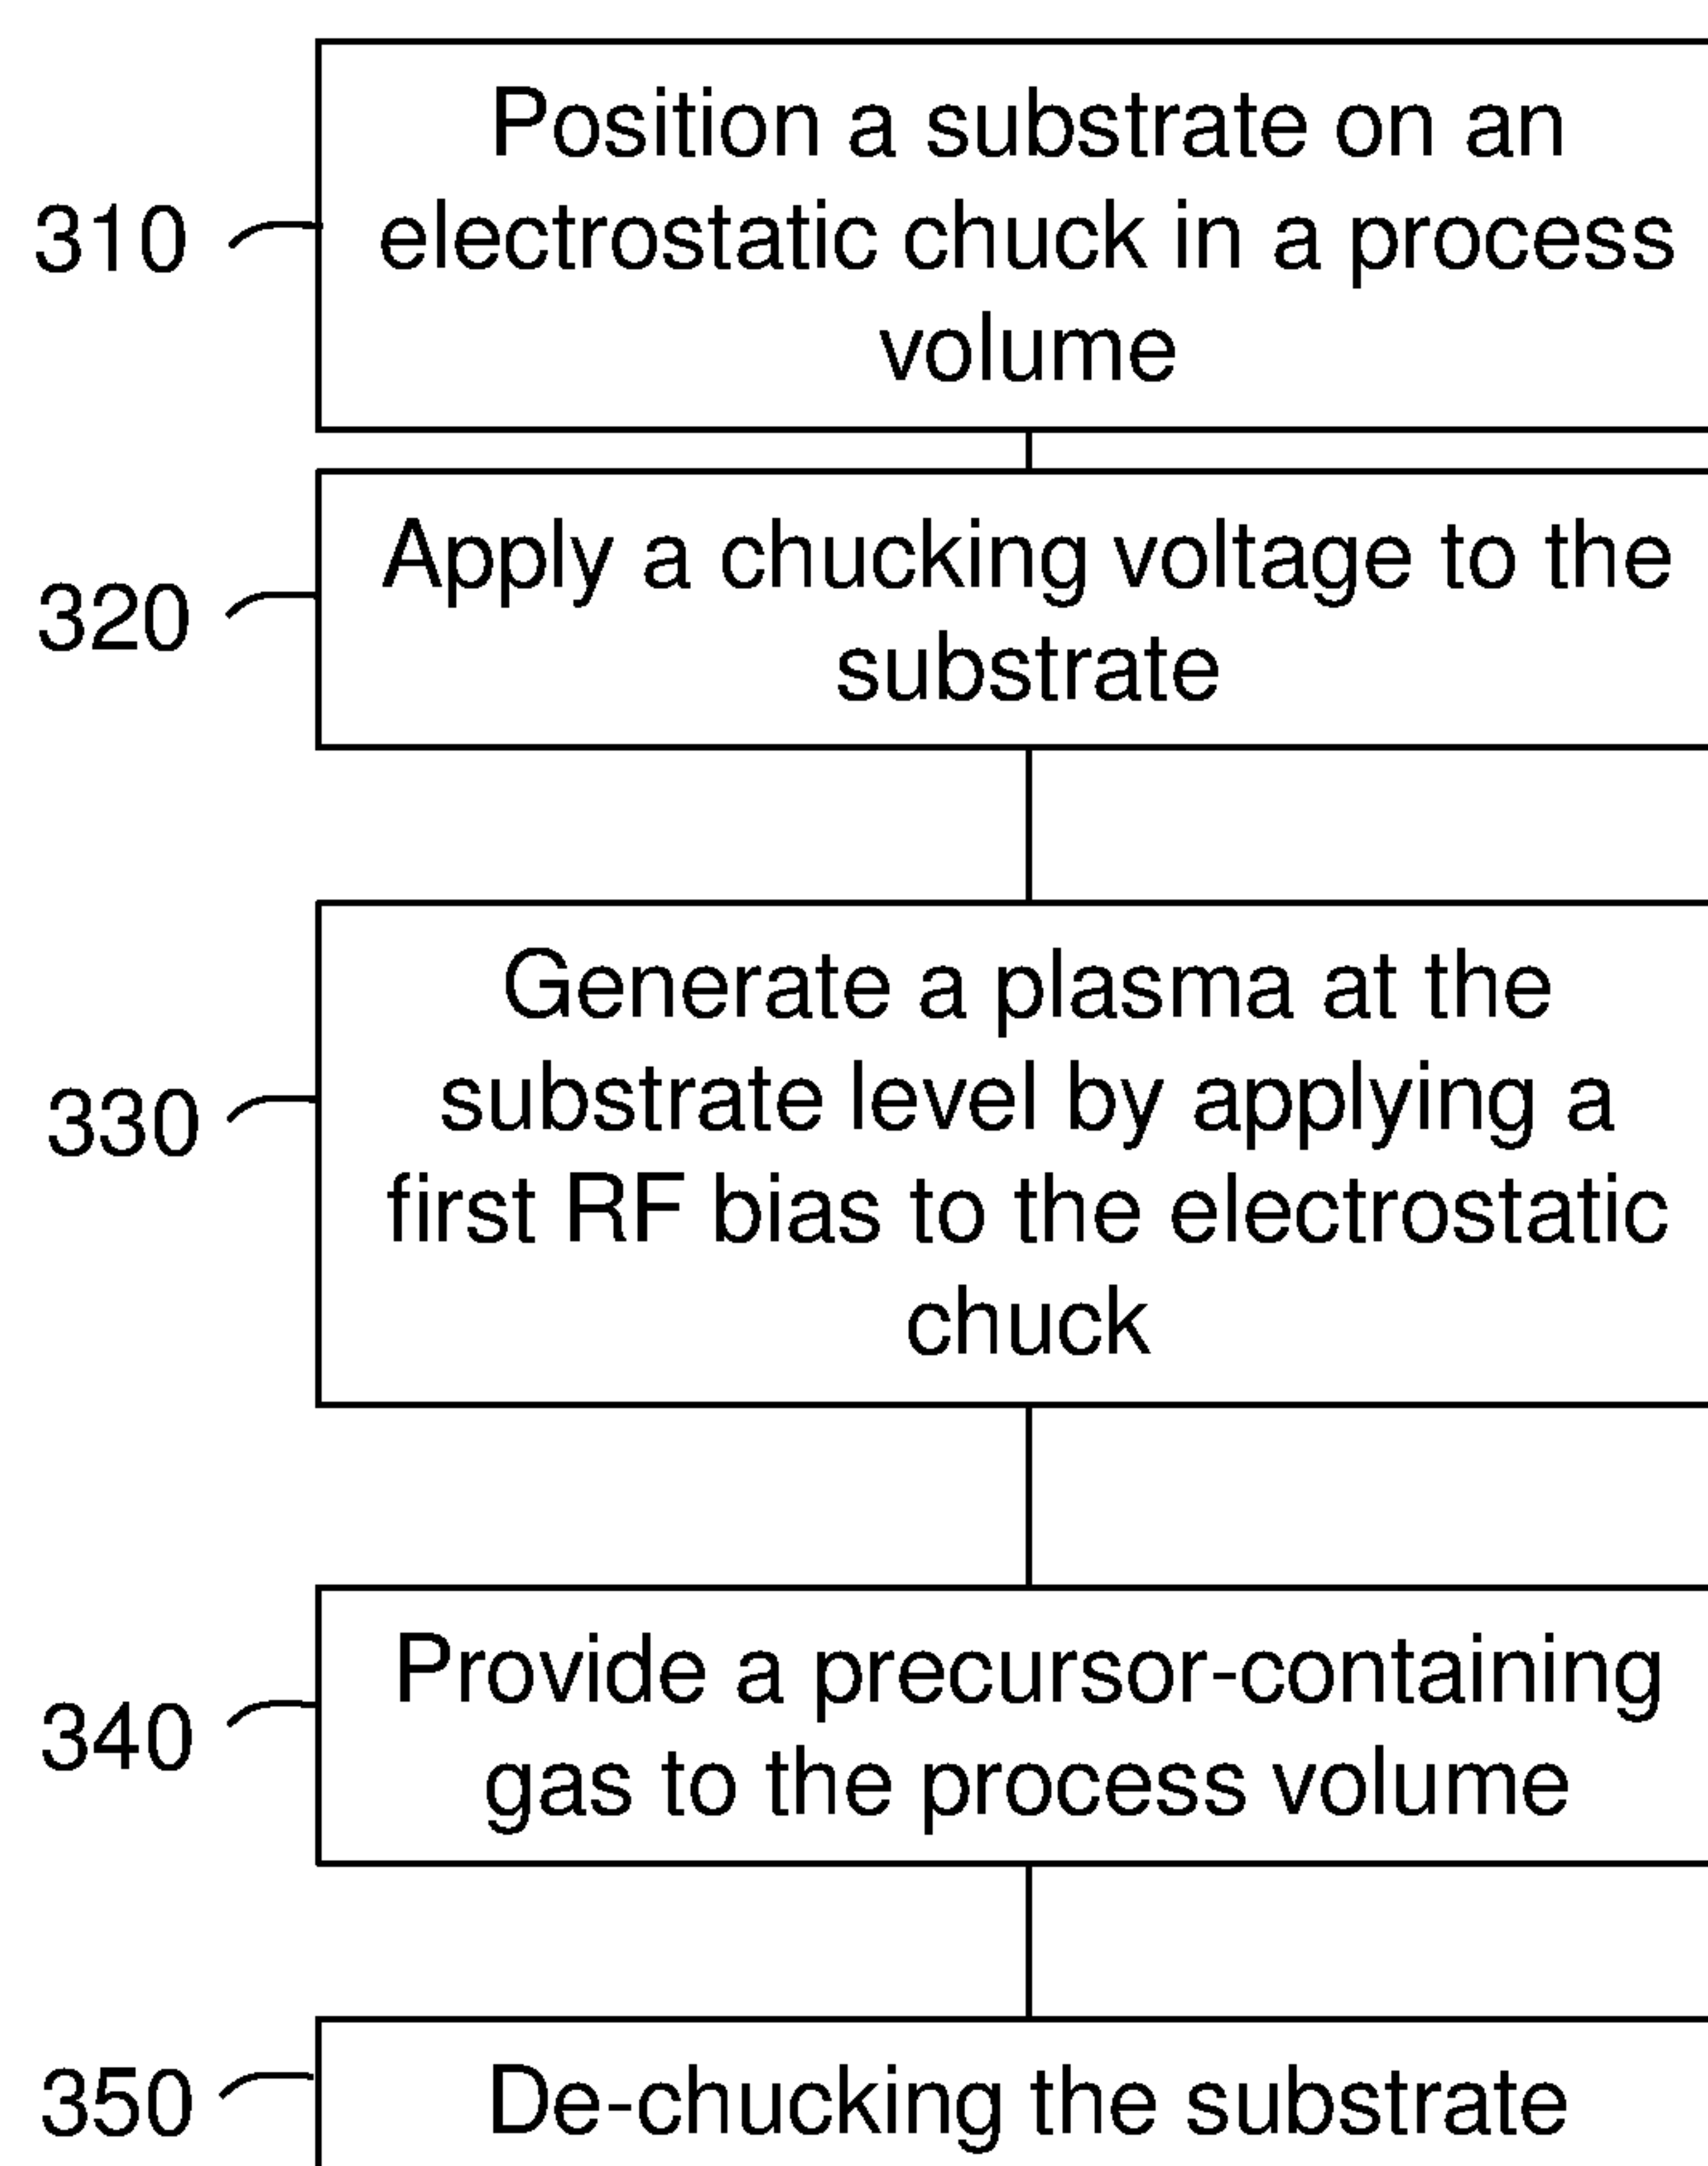 310
Position a substrate on an
electrostatic chuck in a process
volume
320
Apply a chucking voltage to the
substrate
330
Generate a plasma at the
substrate level by applying a
first RF bias to the electrostatic
chuck
340
Provide a precursor-containing
gas to the process volume
350
De-chucking the substrate